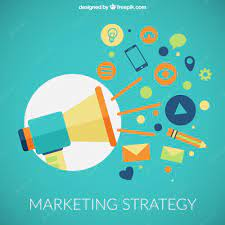 designed by freepik.com
MARKETING STRATEGY